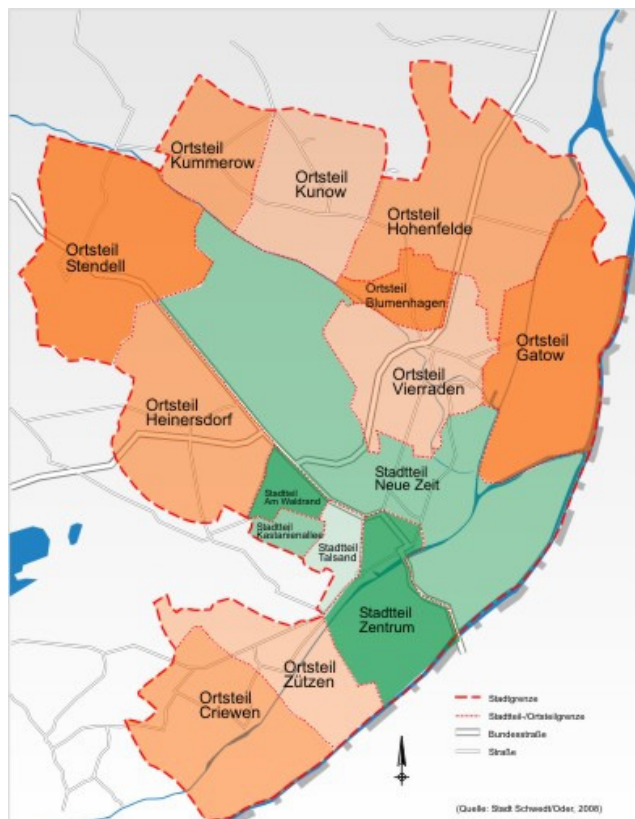 Ortsteil
Kummerow
Ortsteil
Kunow
Ortsteil
Hohenfelde
Ortsteil
Stendell
Ortsteil
Blumenhagen
Ortsteil
Gatow
Ortsteil
Vierraden
Ortsteil
Heinersdorf
Stadtteil
Neue Zeit
Stadtteil
Am Waldrand
Stadtteil
Kastanienallee
Stadtteil
Talsand
Stadtteil
Zentrum
Ortsteil
Zützen
Ortsteil
Criewen
Stadtgrenze
Stadtteil-/Ortsteilgrenze
Bundesstraße
Straße
(Quelle: Stadt Schwedt/Oder, 2008)